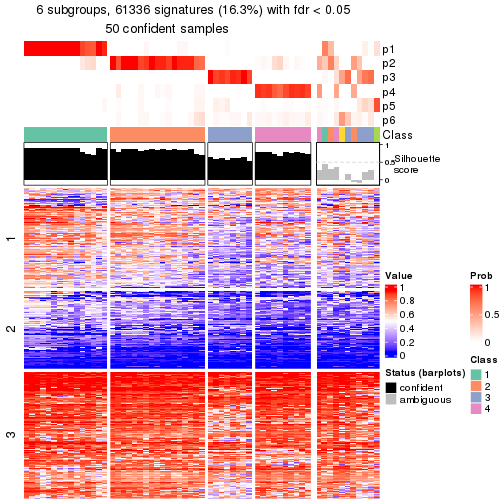 6 subgroups, 61336 signatures (16.3%) with fdr < 0.05
50 confident samples
p1
p2
p3
p4
p5
p6
Class
1
0.5
0
Silhouette
score
1
2
3
Value
1
0.8
0.6
0.4
0.2
0
Prob
1
0.5
0
Status (barplots)
confident
ambiguous
Class
1
2
3
4